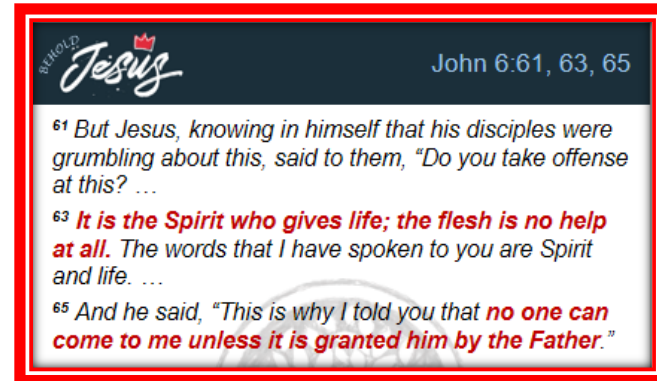 BEHOLD
Jesus
John 6:61, 63, 65
61 But Jesus, knowing in himself that his disciples were
grumbling about this, said to them, “Do you take offense
at this? …
63 It is the Spirit who gives life; the flesh is no help
at all. The words that I have spoken to you are Spirit
and life. …
65 And he said, “This is why I told you that no one can
come to me unless it is granted him by the Father.”